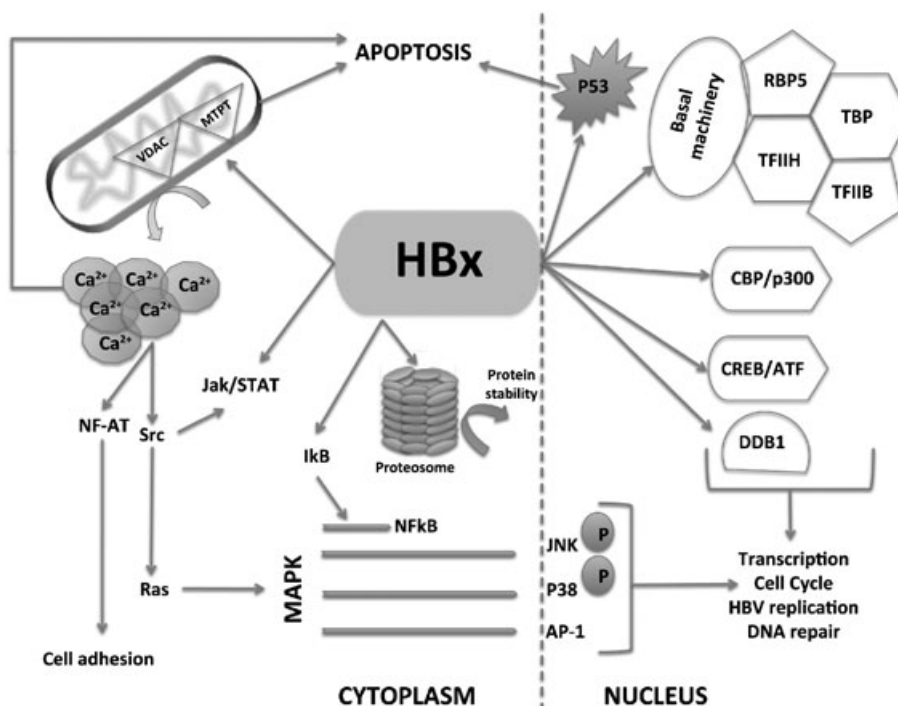 APOPTOSIS
P53
Basal
machinery
RBP5
TBP
TFIIH
TFIIB
VDAC
MTPT
HBx
Ca2+
Ca2+
Ca2+
Ca2+
Ca2+
Ca2+
CBP/p300
CREB/ATF
DDB1
Jak/STAT
NF-AT
Src
IkB
Proteosome
Protein
stability
NFkB
MAPK
Ras
JNK
P
P38
P
AP-1
Transcription
Cell Cycle
HBV replication
DNA repair
Cell adhesion
CYTOPLASM
NUCLEUS